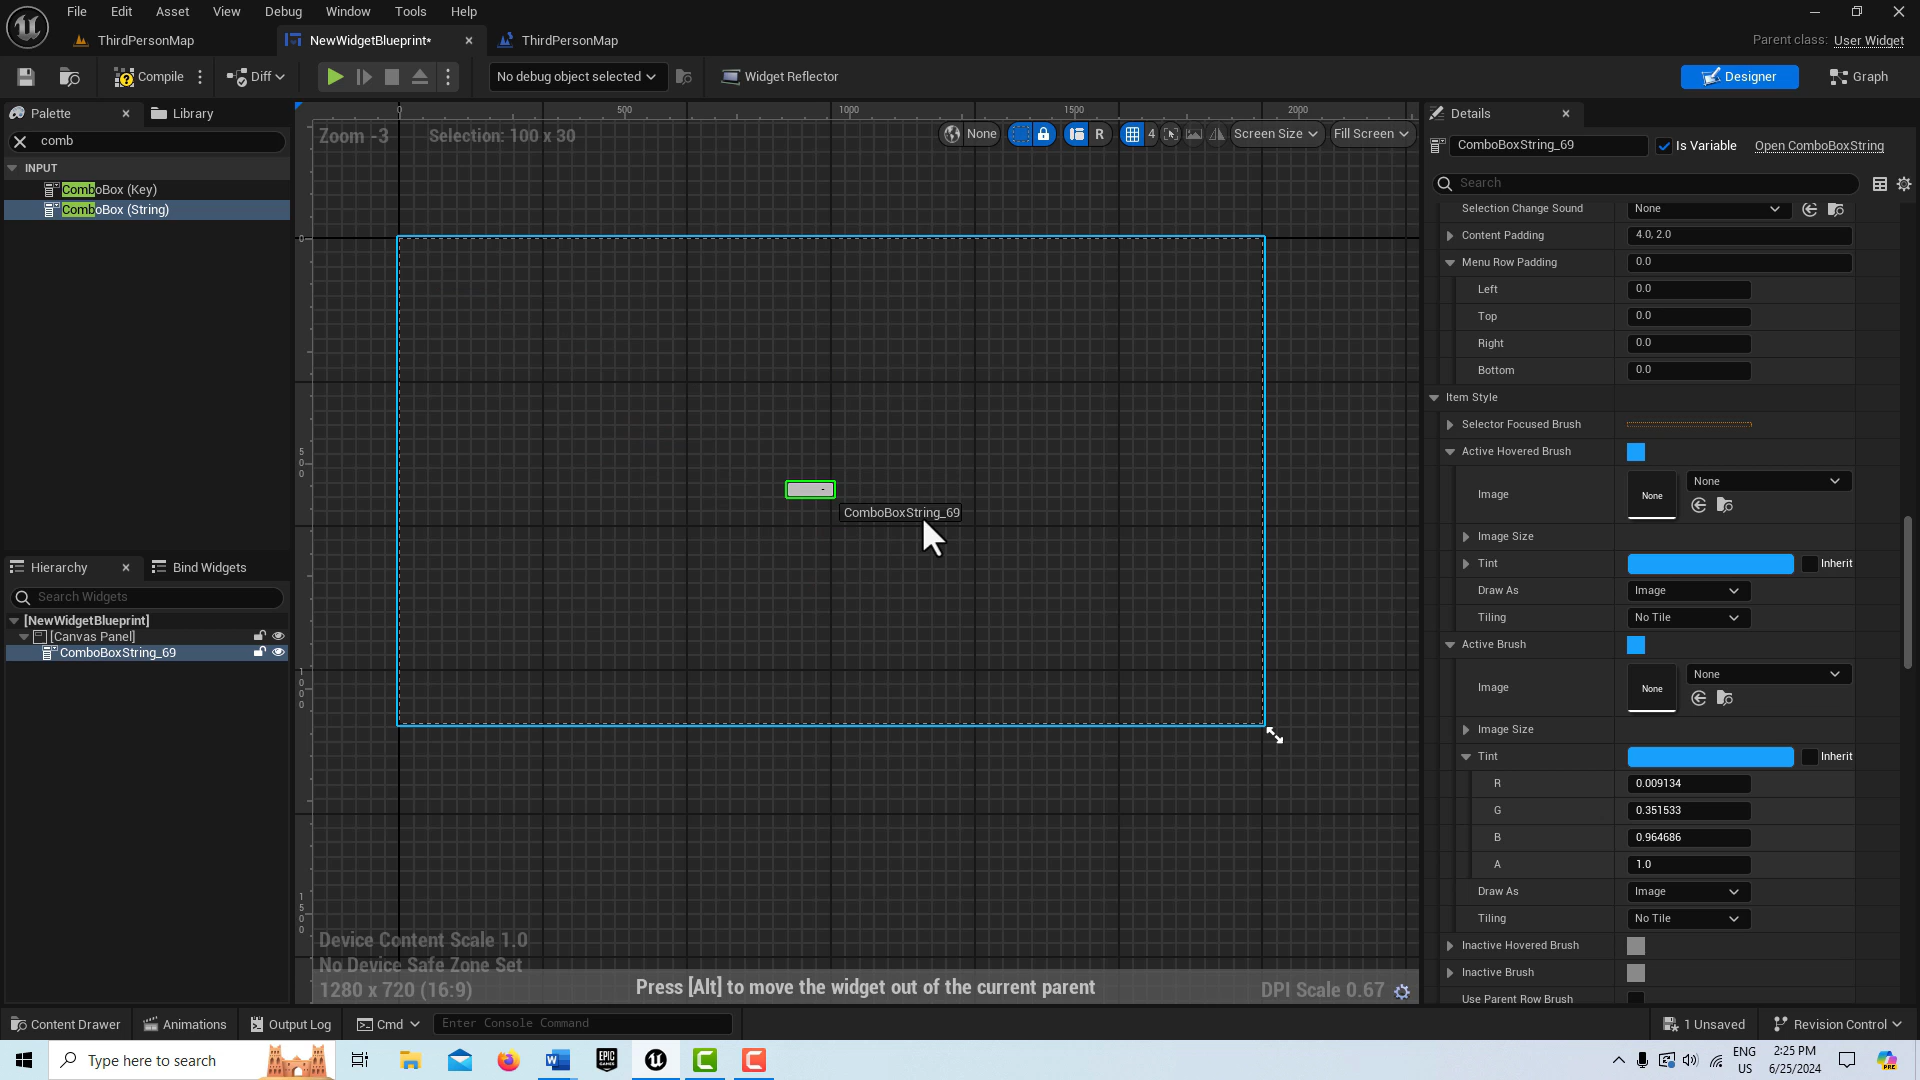 File Edit Asset View Debug Window Tools Help
ThirdPersonMap
NewWidgetBlueprint*
ThirdPersonMap
Parent class: User Widget
Compile
Diff
No debug object selected
Widget Reflector
Designer
Graph
Palette
Library
comb
INPUT
ComboBox (Key)
ComboBox (String)
Zoom -3
Selection: 100 x 30
None
R
4
Screen Size
Fill Screen
0
500
1000
1500
2000
0
500
1000
1500
ComboBoxString_69
Device Content Scale 1.0
No Device Safe Zone Set
1280 x 720 (16:9)
Press [Alt] to move the widget out of the current parent
DPI Scale 0.67
Hierarchy
Bind Widgets
Search Widgets
[NewWidgetBlueprint]
[Canvas Panel]
ComboBoxString_69
Details
ComboBoxString_69
Is Variable
Open ComboBoxString
Search
Selection Change Sound None
Content Padding 4.0, 2.0
Menu Row Padding 0.0
Left 0.0
Top 0.0
Right 0.0
Bottom 0.0
Item Style
Selector Focused Brush
Active Hovered Brush
Image None None
Image Size
Tint Inherit
Draw As Image
Tiling No Tile
Active Brush
Image None None
Image Size
Tint Inherit
R 0.009134
G 0.351533
B 0.964686
A 1.0
Draw As Image
Tiling No Tile
Inactive Hovered Brush
Inactive Brush
Use Parent Row Brush
Content Drawer
Animations
Output Log
Cmd
Enter Console Command
1 Unsaved
Revision Control
Type here to search
EPIC GAMES
ENG
US
2:25 PM
6/25/2024
PRE